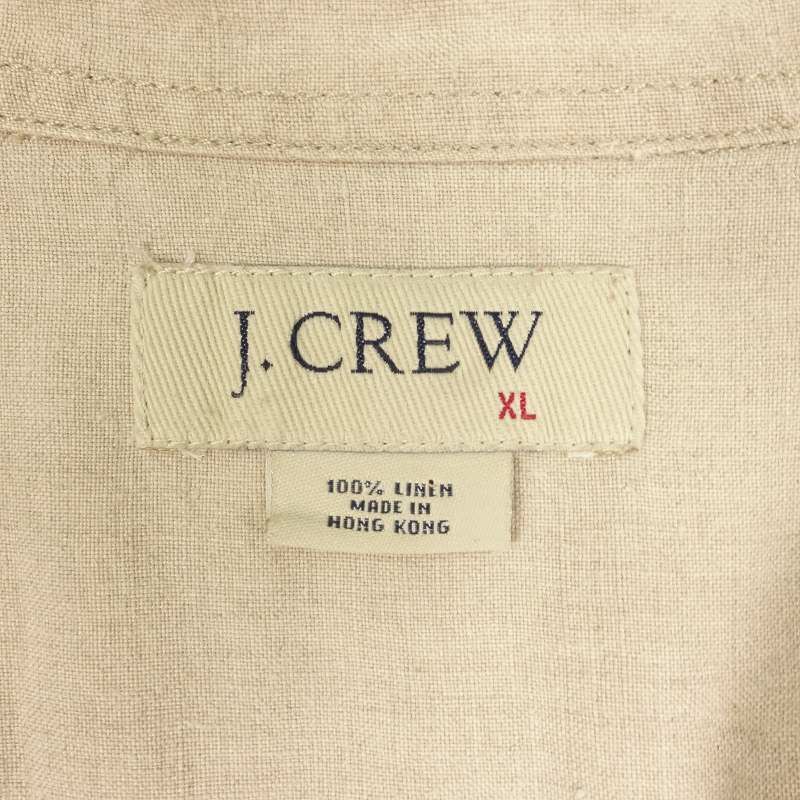 J. CREW
XL
100% LINEN
MADE IN
HONG KONG